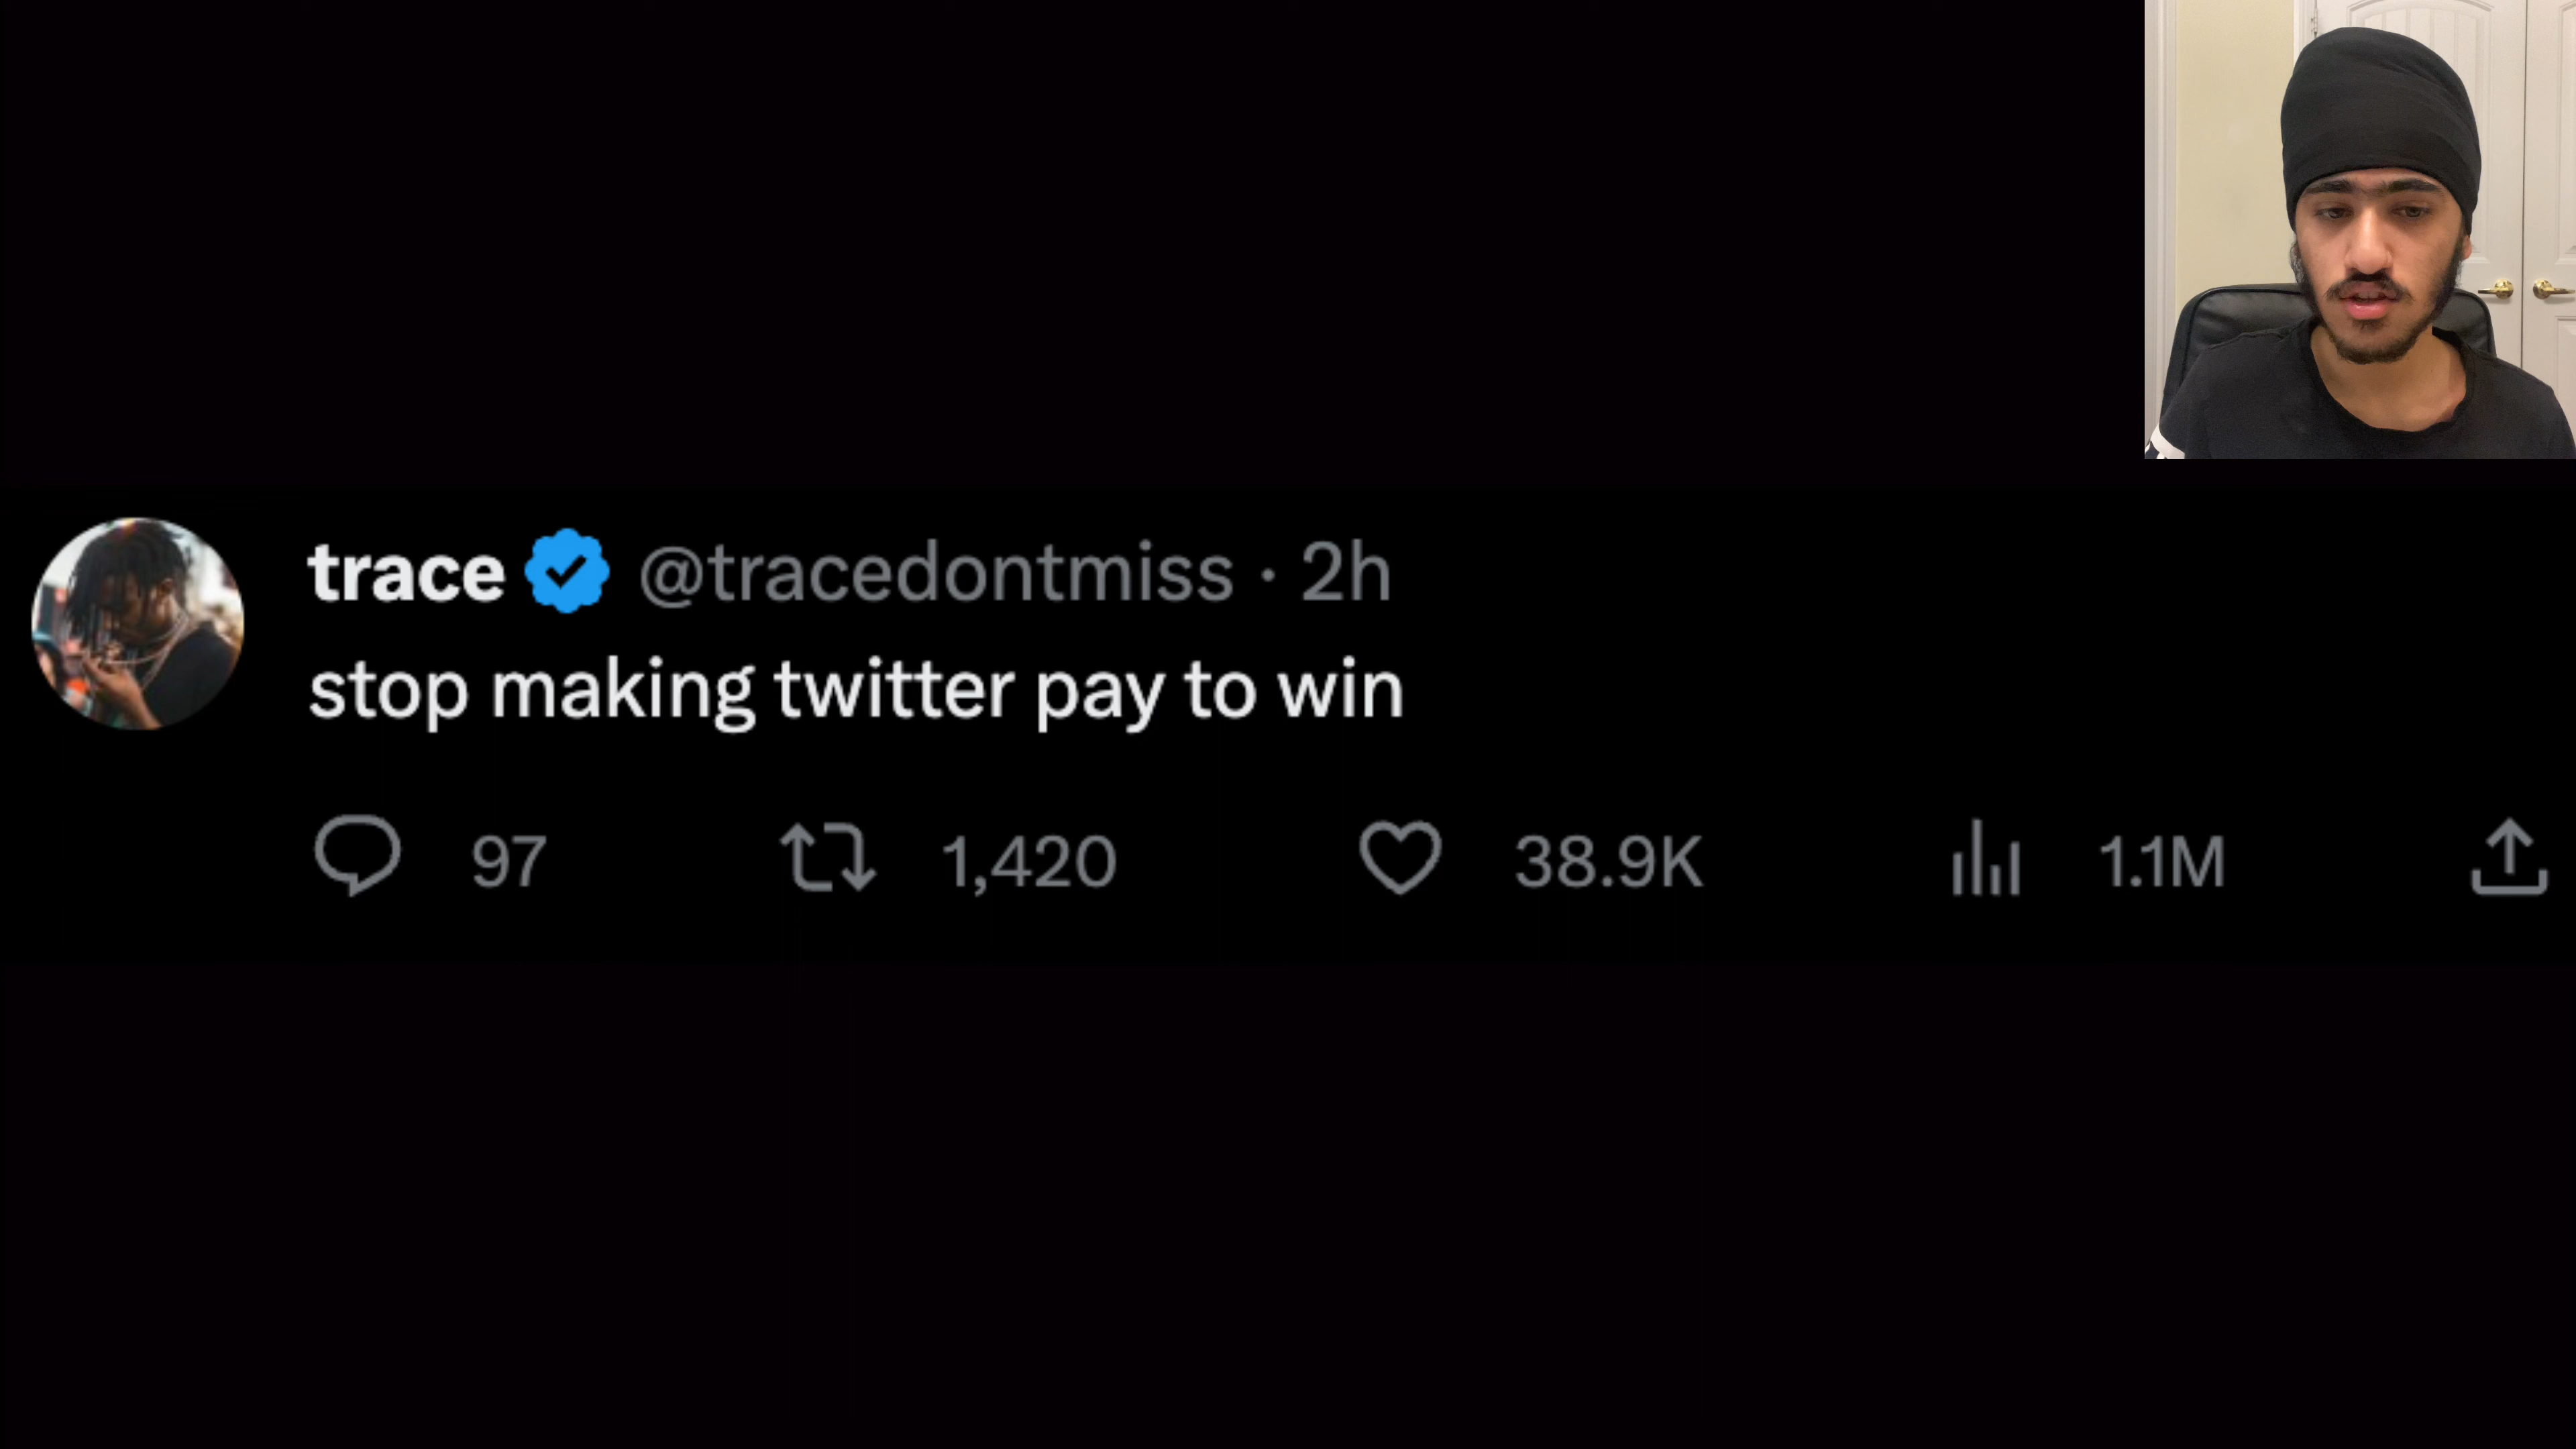 trace @tracedontmiss · 2h
stop making twitter pay to win
97 1,420 38.9K 1.1M